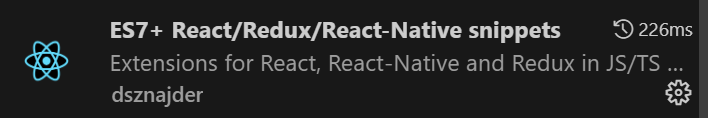 ES7+ React/Redux/React-Native snippets 226ms
Extensions for React, React-Native and Redux in JS/TS ...
dsznajder